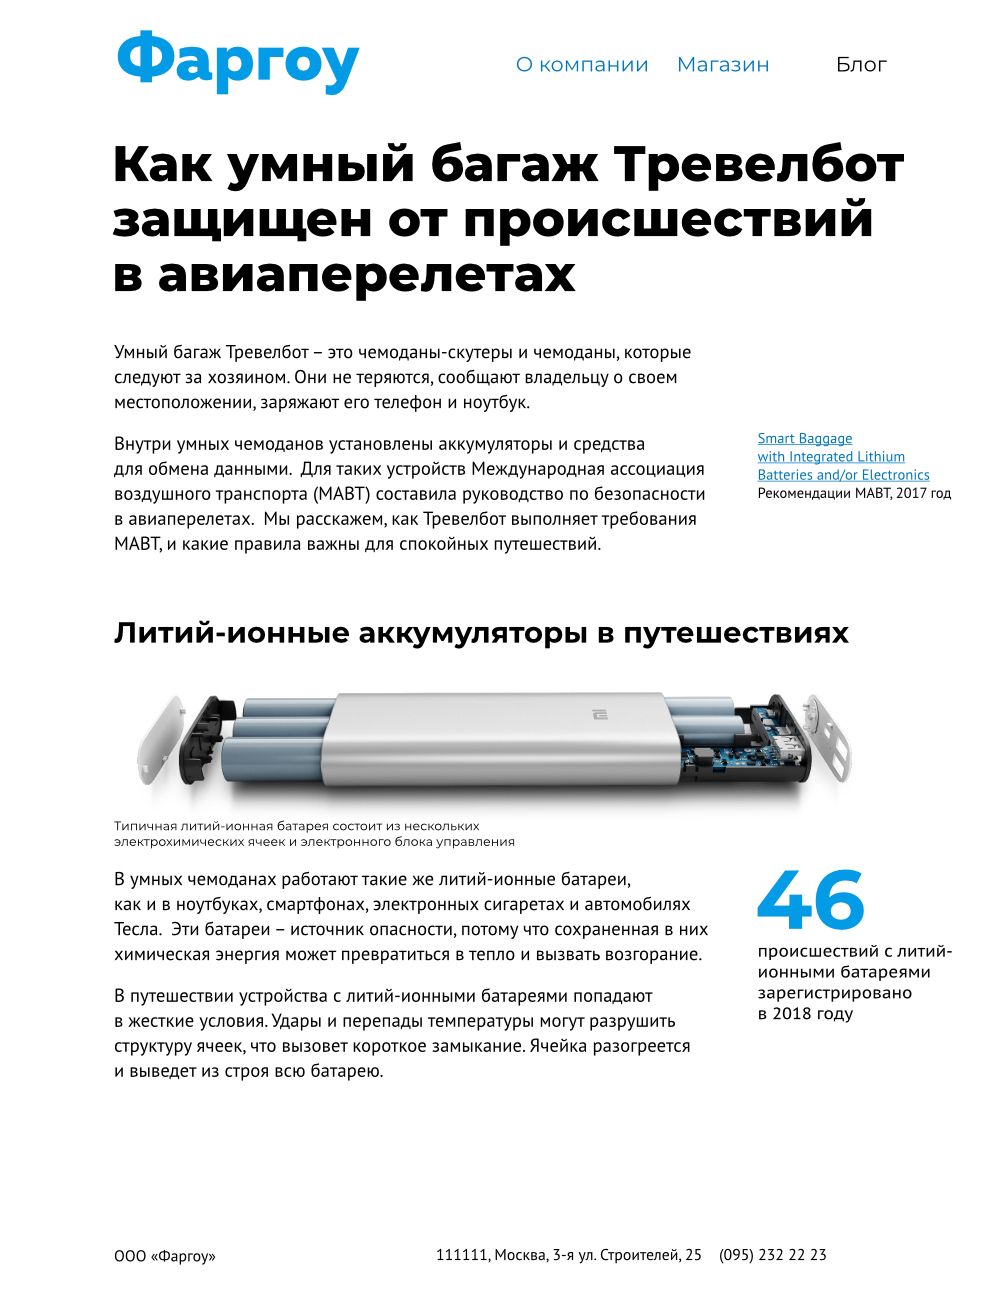 Фаргоу
О компании Магазин Блог
Как умный багаж Тревелбот
защищен от происшествий
в авиаперелетах
Умный багаж Тревелбот – это чемоданы-скутеры и чемоданы, которые
следуют за хозяином. Они не теряются, сообщают владельцу о своем
местоположении, заряжают его телефон и ноутбук.
Внутри умных чемоданов установлены аккумуляторы и средства
для обмена данными. Для таких устройств Международная ассоциация
воздушного транспорта (МАВТ) составила руководство по безопасности
в авиаперелетах. Мы расскажем, как Тревелбот выполняет требования
МАВТ, и какие правила важны для спокойных путешествий.
Smart Baggage
with Integrated Lithium
Batteries and/or Electronics
Рекомендации МАВТ, 2017 год
Литий-ионные аккумуляторы в путешествиях
Типичная литий-ионная батарея состоит из нескольких
электрохимических ячеек и электронного блока управления
В умных чемоданах работают такие же литий-ионные батареи,
как и в ноутбуках, смартфонах, электронных сигаретах и автомобилях
Тесла. Эти батареи – источник опасности, потому что сохраненная в них
химическая энергия может превратиться в тепло и вызвать возгорание.
В путешествии устройства с литий-ионными батареями попадают
в жесткие условия. Удары и перепады температуры могут разрушить
структуру ячеек, что вызовет короткое замыкание. Ячейка разогреется
и выведет из строя всю батарею.
46
происшествий с литий-
ионными батареями
зарегистрировано
в 2018 году
ООО «Фаргоу»
111111, Москва, 3-я ул. Строителей, 25 (095) 232 22 23